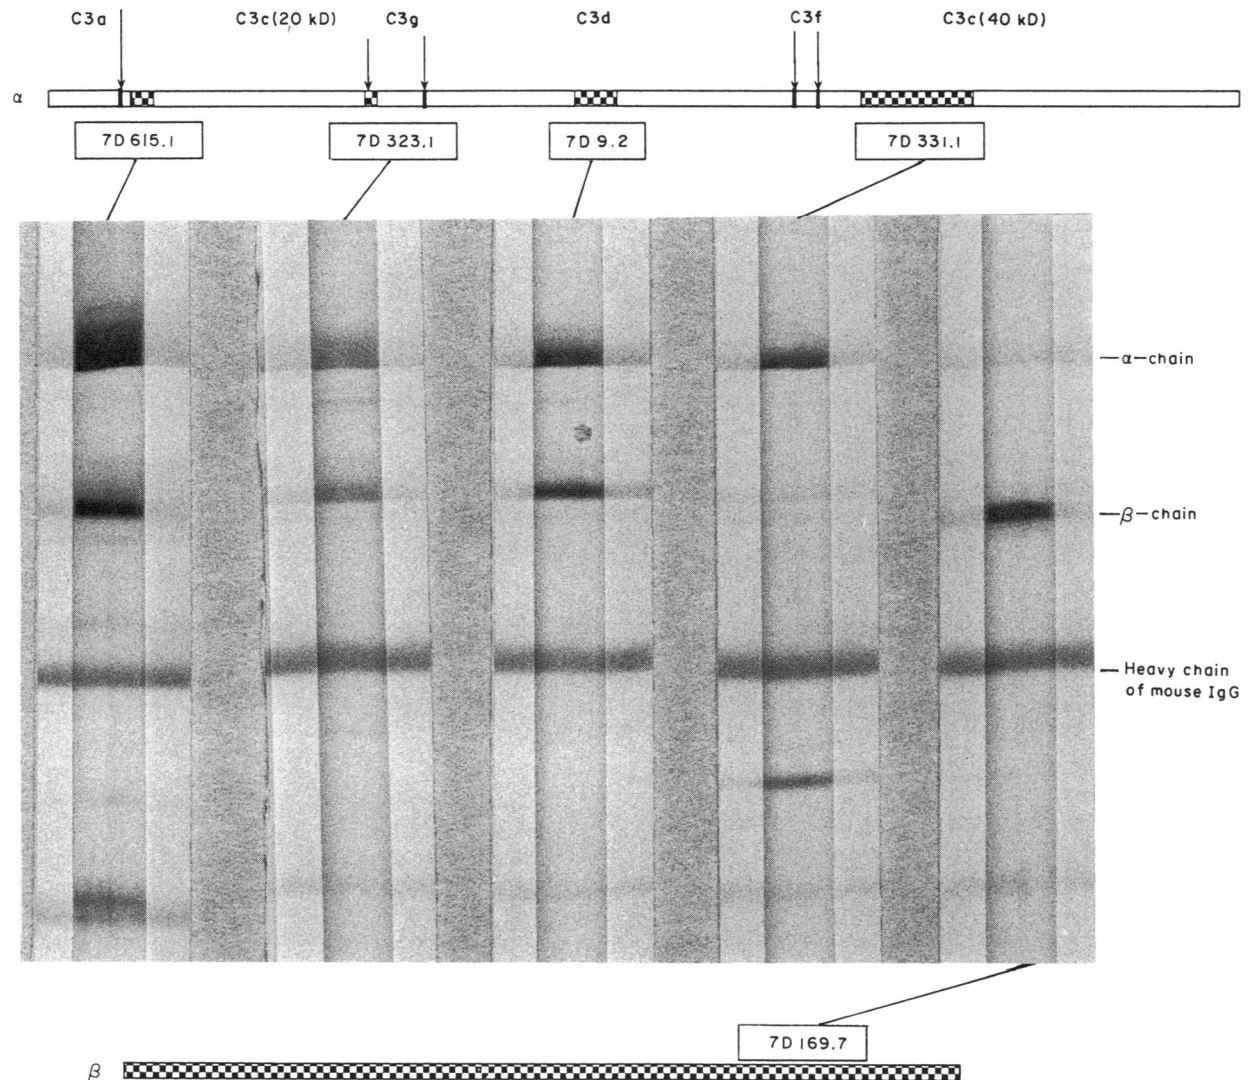 C3a C3c(20 kD) C3g C3d C3f C3c(40 kD)
α
7D 615.1 7D 323.1 7D 9.2 7D 331.1
α-chain
β-chain
Heavy chain
of mouse IgG
7D 169.7
β